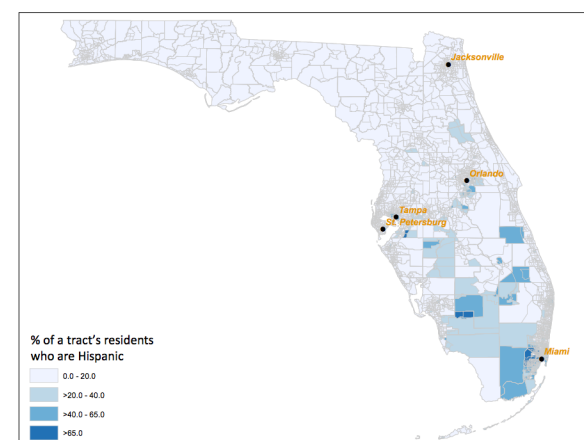 Jacksonville
Orlando
Tampa
St. Petersburg
% of a tract's residents
who are Hispanic
0.0 - 20.0
>20.0 - 40.0
>40.0 - 65.0
>65.0
Miami